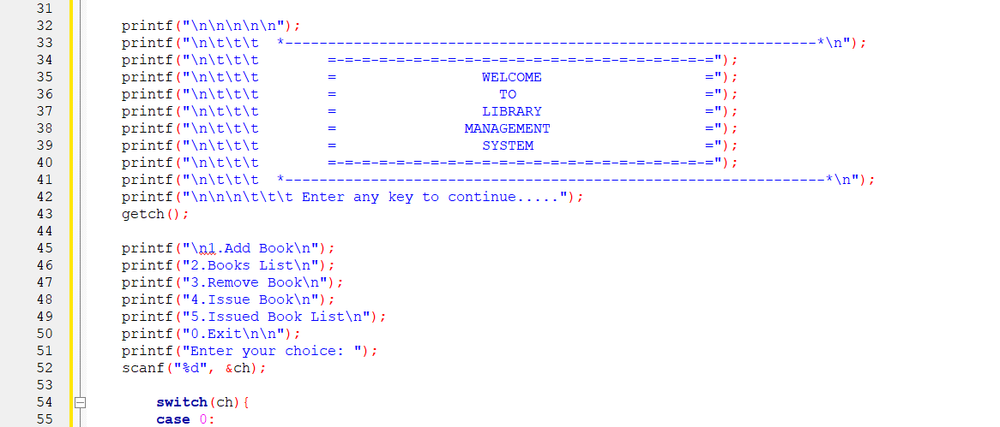 31
32 printf("\n\n\n\n\n");
33 printf("\n\t\t\t  *--------------------------------------------------------------*\n");
34 printf("\n\t\t\t        =-=-=-=-=-=-=-=-=-=-=-=-=-=-=-=-=-=-=-=-=-=-=");
35 printf("\n\t\t\t        =                 WELCOME                   =");
36 printf("\n\t\t\t        =                   TO                      =");
37 printf("\n\t\t\t        =                 LIBRARY                   =");
38 printf("\n\t\t\t        =               MANAGEMENT                  =");
39 printf("\n\t\t\t        =                 SYSTEM                    =");
40 printf("\n\t\t\t        =-=-=-=-=-=-=-=-=-=-=-=-=-=-=-=-=-=-=-=-=-=-=");
41 printf("\n\t\t\t  *---------------------------------------------------------------*\n");
42 printf("\n\n\n\t\t\t Enter any key to continue.....");
43 getch();
44
45 printf("\n1.Add Book\n");
46 printf("2.Books List\n");
47 printf("3.Remove Book\n");
48 printf("4.Issue Book\n");
49 printf("5.Issued Book List\n");
50 printf("0.Exit\n\n");
51 printf("Enter your choice: ");
52 scanf("%d", &ch);
53
54     switch(ch){
55     case 0: